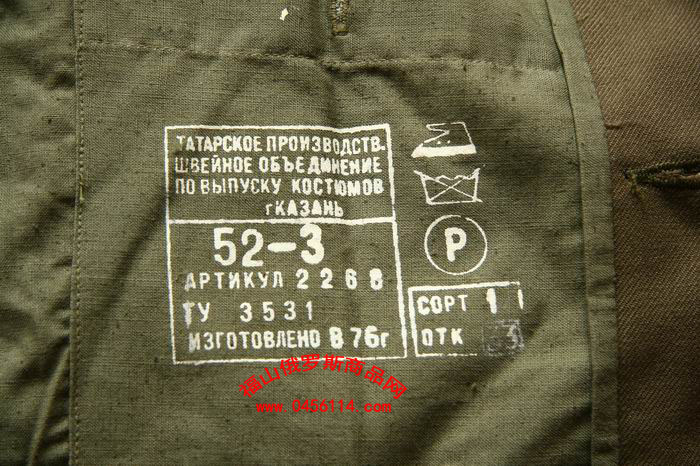 ТАТАРСКОЕ ПРОИЗВОДСТВ-
ШВЕЙНОЕ ОБЪЕДИНЕНИЕ
ПО ВЫПУСКУ КОСТЮМОВ
г КАЗАНЬ
52-3
АРТИКУЛ 2268
ТУ 3531
ИЗГОТОВЛЕНО В 76г
P
СОРТ 1
ОТК
福山俄罗斯商品网
www.0456114.com